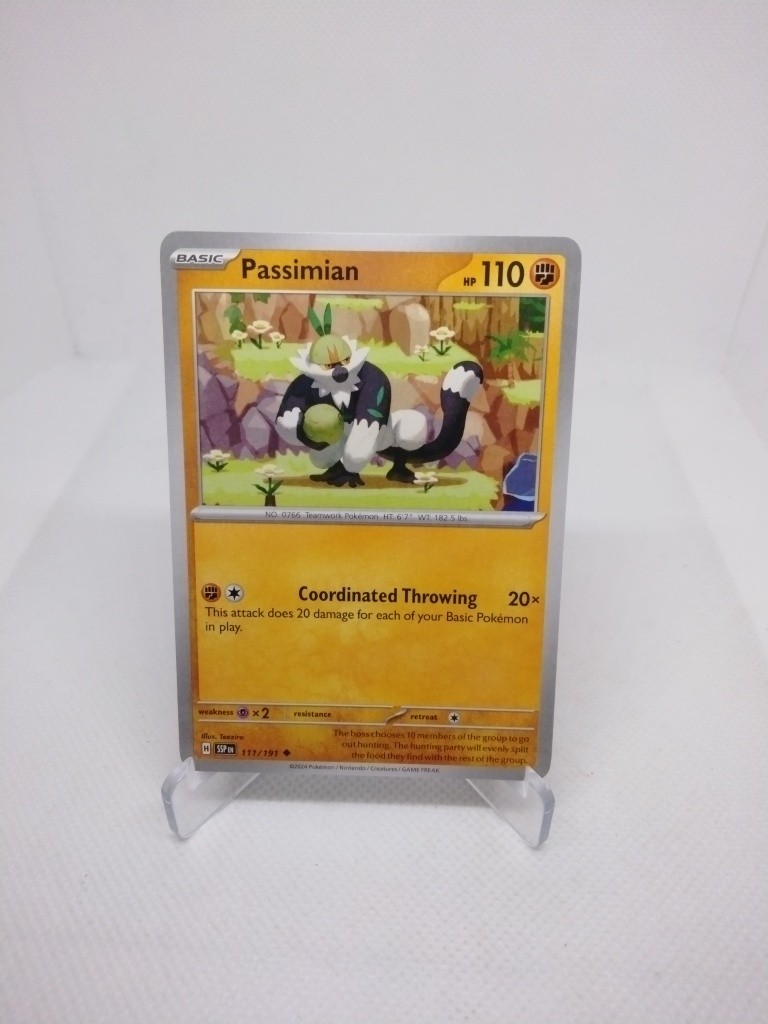 BASIC Passimian HP 110
NO. 0766 Teamwork Pokémon HT: 6'7" WT: 182.5 lbs
Coordinated Throwing 20×
This attack does 20 damage for each of your Basic Pokémon
in play.
weakness ×2 resistance retreat
Illus. Teeziro
The boss chooses 10 members of the group to go
out hunting. The hunting party will evenly split
the food they find with the rest of the group.
H SSP EN 111/191
©2024 Pokémon / Nintendo / Creatures / GAME FREAK